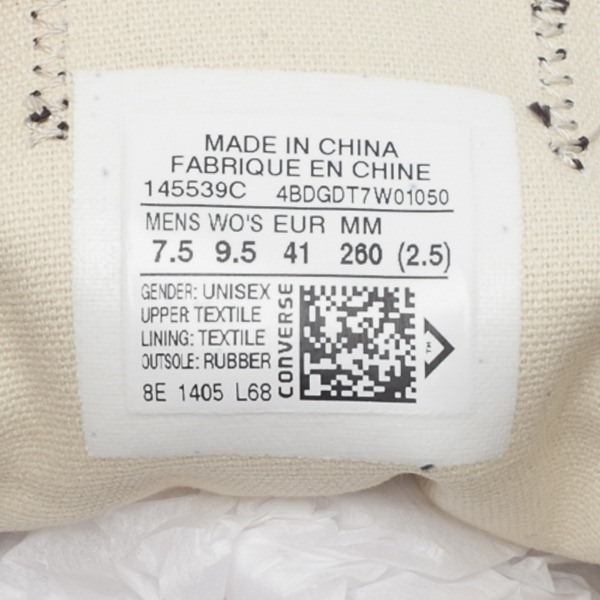 MADE IN CHINA
FABRIQUE EN CHINE
145539C 4BDGDT7W01050
MENS WO'S EUR MM
7.5 9.5 41 260 (2.5)
GENDER: UNISEX
UPPER TEXTILE
LINING: TEXTILE
OUTSOLE: RUBBER
8E 1405 L68
CONVERSE
TM